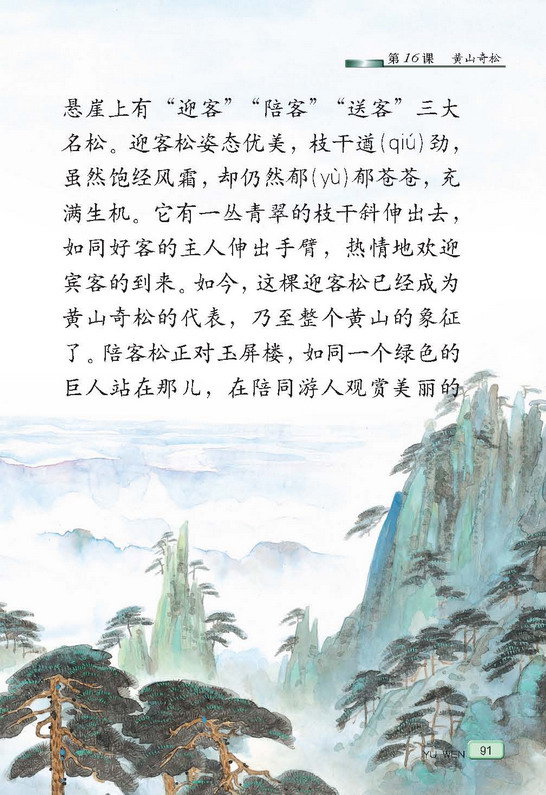 第16课 黄山奇松
悬崖上有“迎客”“陪客”“送客”三大
名松。迎客松姿态优美，枝干遒(qiú)劲，
虽然饱经风霜，却仍然郁(yù)郁苍苍，充
满生机。它有一丛青翠的枝干斜伸出去，
如同好客的主人伸出手臂，热情地欢迎
宾客的到来。如今，这棵迎客松已经成为
黄山奇松的代表，乃至整个黄山的象征
了。陪客松正对玉屏楼，如同一个绿色的
巨人站在那儿，在陪同游人观赏美丽的
YU WEN 91